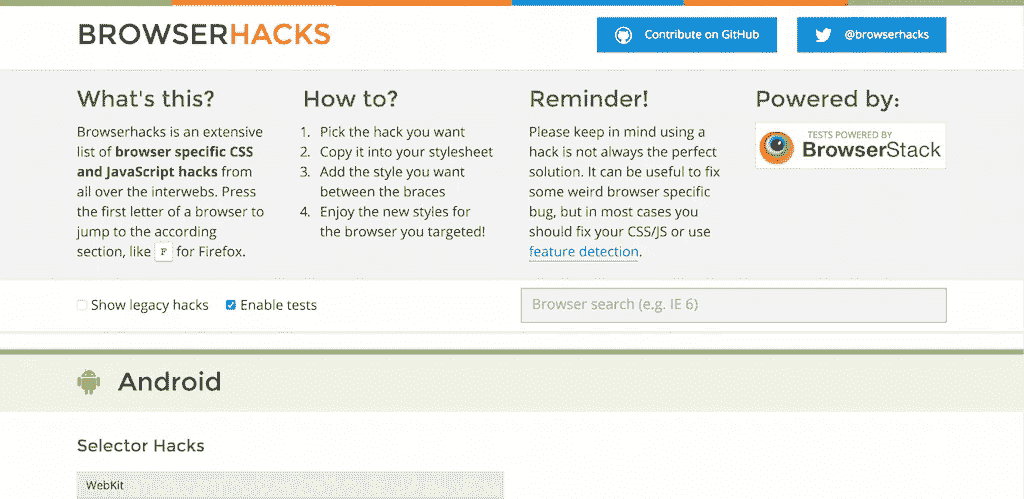 BROWSERHACKS
Contribute on GitHub
@browserhacks
What's this?
Browserhacks is an extensive
list of browser specific CSS
and JavaScript hacks from
all over the interwebs. Press
the first letter of a browser to
jump to the according
section, like F for Firefox.
How to?
1. Pick the hack you want
2. Copy it into your stylesheet
3. Add the style you want
between the braces
4. Enjoy the new styles for
the browser you targeted!
Reminder!
Please keep in mind using a
hack is not always the perfect
solution. It can be useful to fix
some weird browser specific
bug, but in most cases you
should fix your CSS/JS or use
feature detection.
Powered by:
TESTS POWERED BY
BrowserStack
Show legacy hacks
Enable tests
Browser search (e.g. IE 6)
Android
Selector Hacks
WebKit